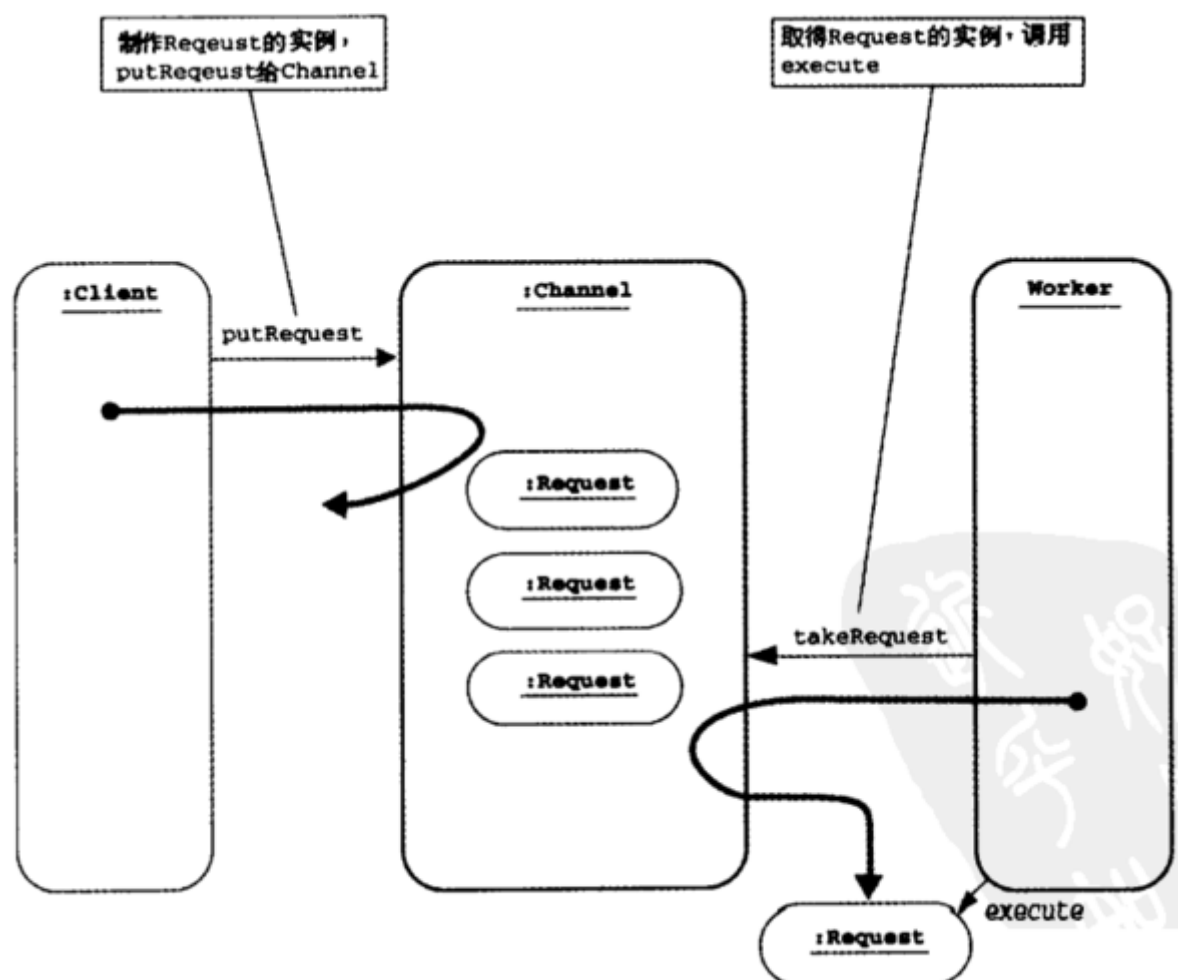 制作Reqeust的实例，
putReqeust给Channel
取得Request的实例，调用
execute
:Client
:Channel
Worker
putRequest
:Request
:Request
:Request
takeRequest
execute
:Request